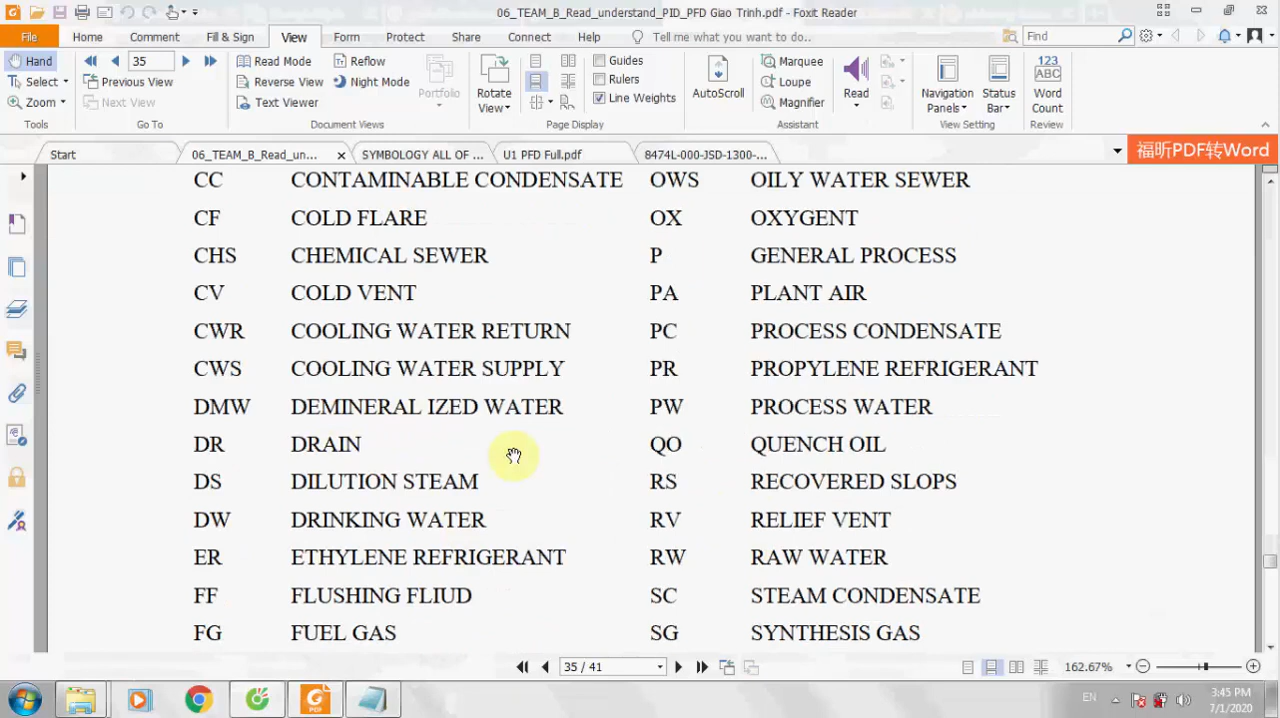 06_TEAM_B_Read_understand_PID_PFD Giao Trinh.pdf - Foxit Reader
File Home Comment Fill & Sign View Form Protect Share Connect Help Tell me what you want to do... Find
Hand 35 Read Mode Reflow Guides Marquee 123 ABC
Select Previous View Reverse View Night Mode Portfolio Rotate View Rulers AutoScroll Loupe Read Navigation Panels Status Bar Word Count
Zoom Next View Text Viewer Line Weights Magnifier
Tools Go To Document Views Page Display Assistant View Setting Review
Start 06_TEAM_B_Read_un... SYMBOLOGY ALL OF ... U1 PFD Full.pdf 8474L-000-JSD-1300-... 福昕PDF转Word
CC CONTAMINABLE CONDENSATE OWS OILY WATER SEWER
CF COLD FLARE OX OXYGENT
CHS CHEMICAL SEWER P GENERAL PROCESS
CV COLD VENT PA PLANT AIR
CWR COOLING WATER RETURN PC PROCESS CONDENSATE
CWS COOLING WATER SUPPLY PR PROPYLENE REFRIGERANT
DMW DEMINERAL IZED WATER PW PROCESS WATER
DR DRAIN QO QUENCH OIL
DS DILUTION STEAM RS RECOVERED SLOPS
DW DRINKING WATER RV RELIEF VENT
ER ETHYLENE REFRIGERANT RW RAW WATER
FF FLUSHING FLIUD SC STEAM CONDENSATE
FG FUEL GAS SG SYNTHESIS GAS
35 / 41 162.67%
EN 3:45 PM
7/1/2020